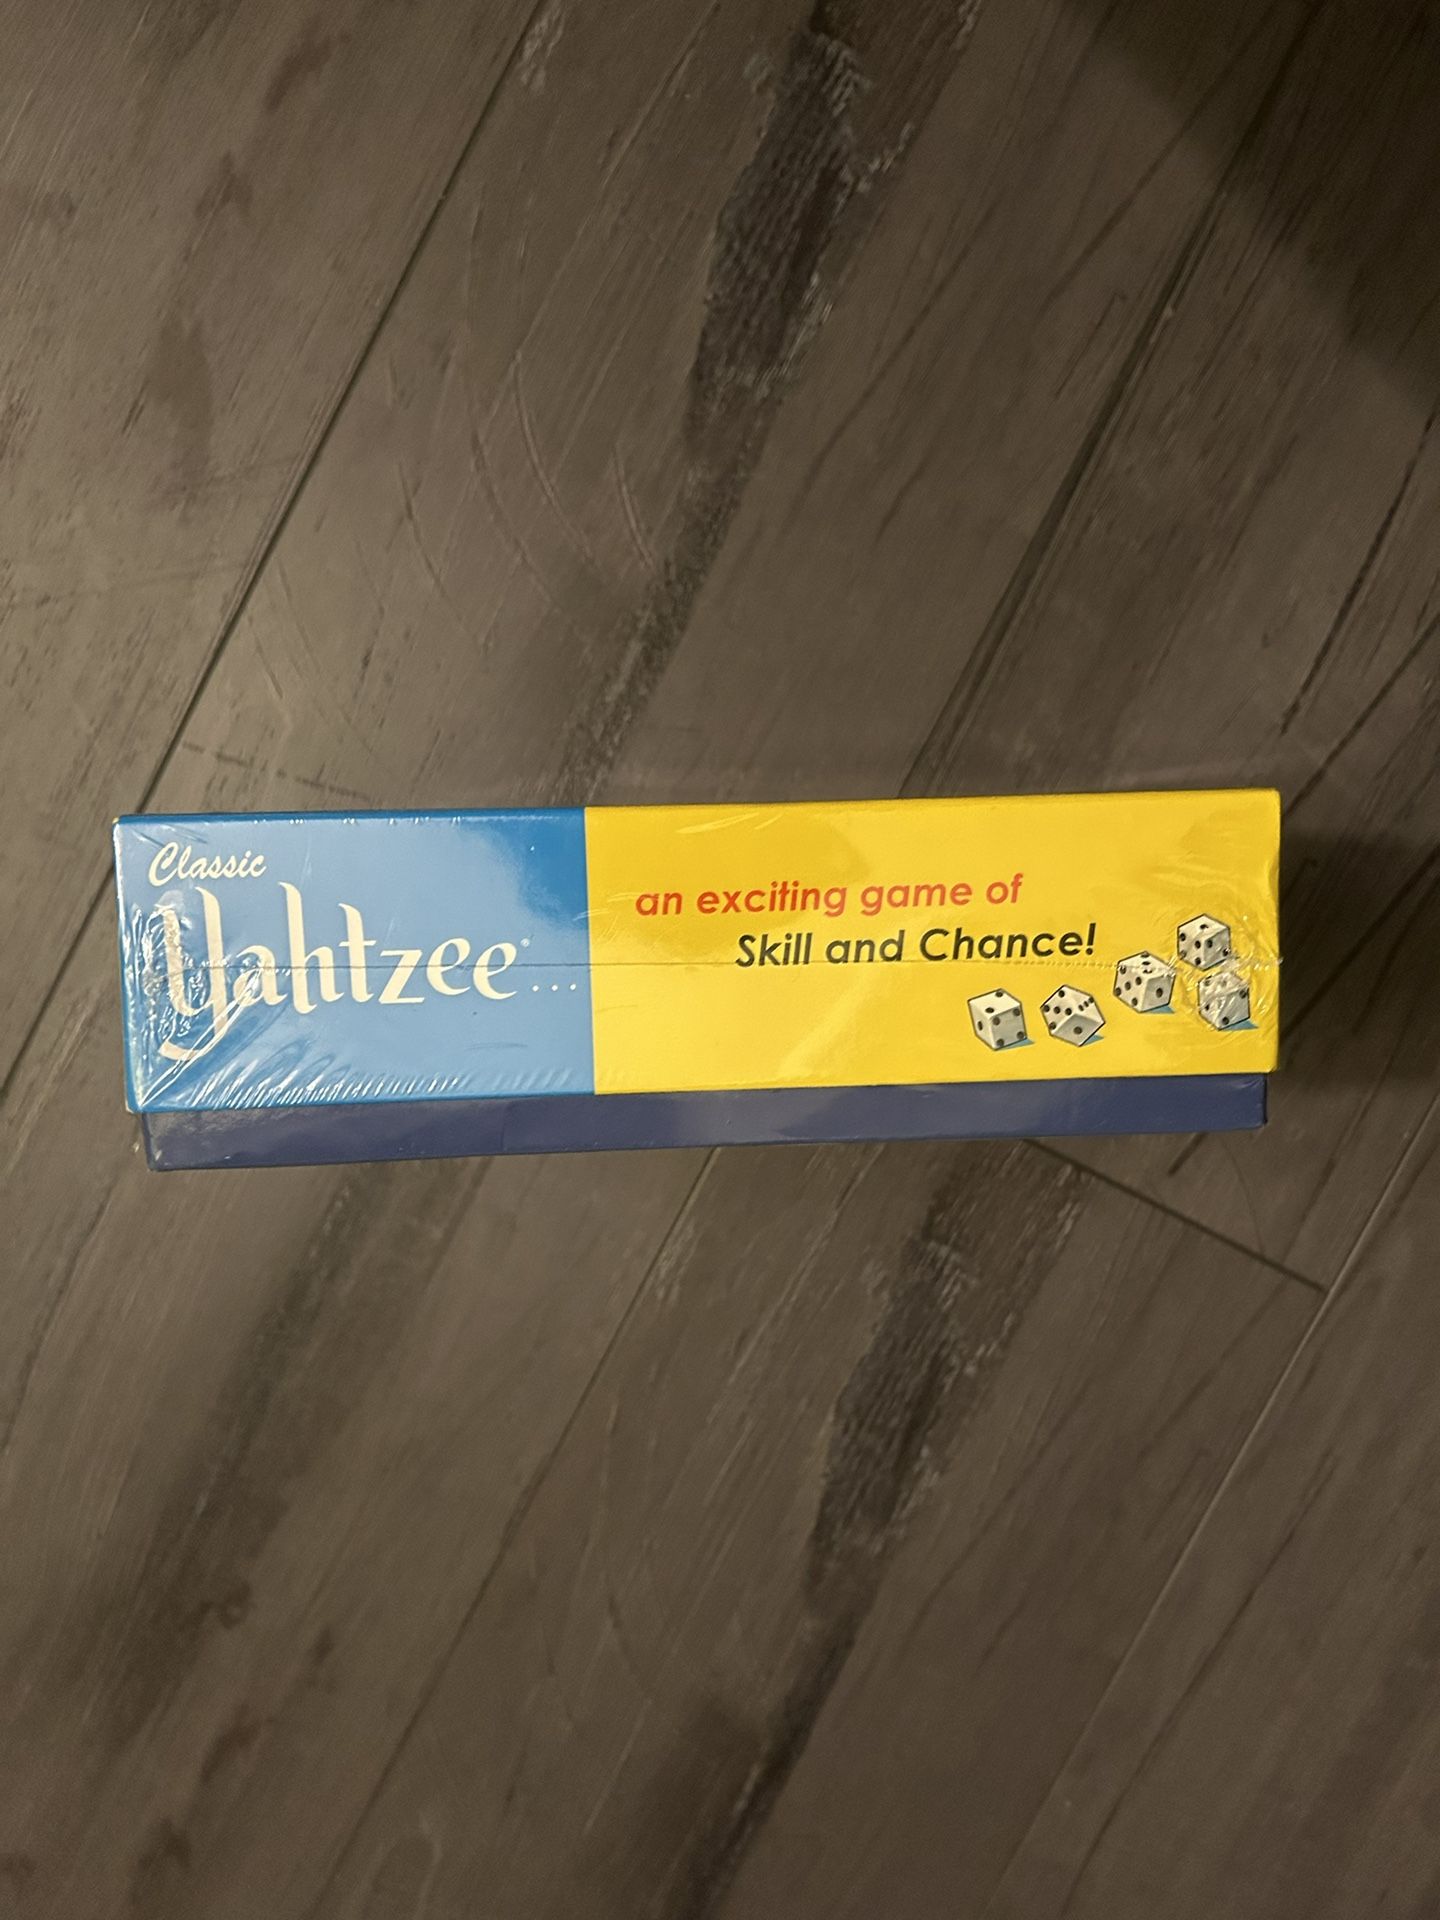 Classic
Yahtzee®...
an exciting game of
Skill and Chance!